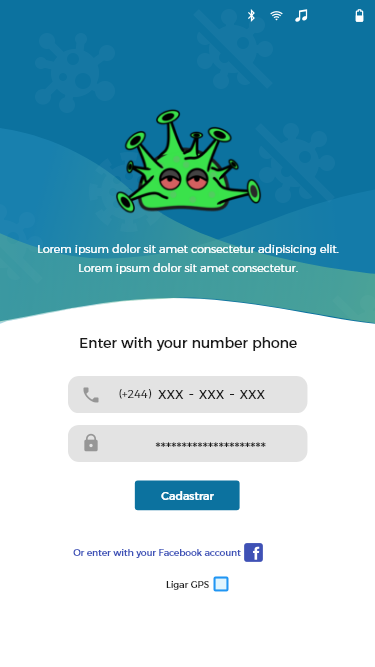 Lorem ipsum dolor sit amet consectetur adipisicing elit.
Lorem ipsum dolor sit amet consectetur.
Enter with your number phone
(+244) XXX - XXX - XXX
*********************
Cadastrar
Or enter with your Facebook account f
Ligar GPS